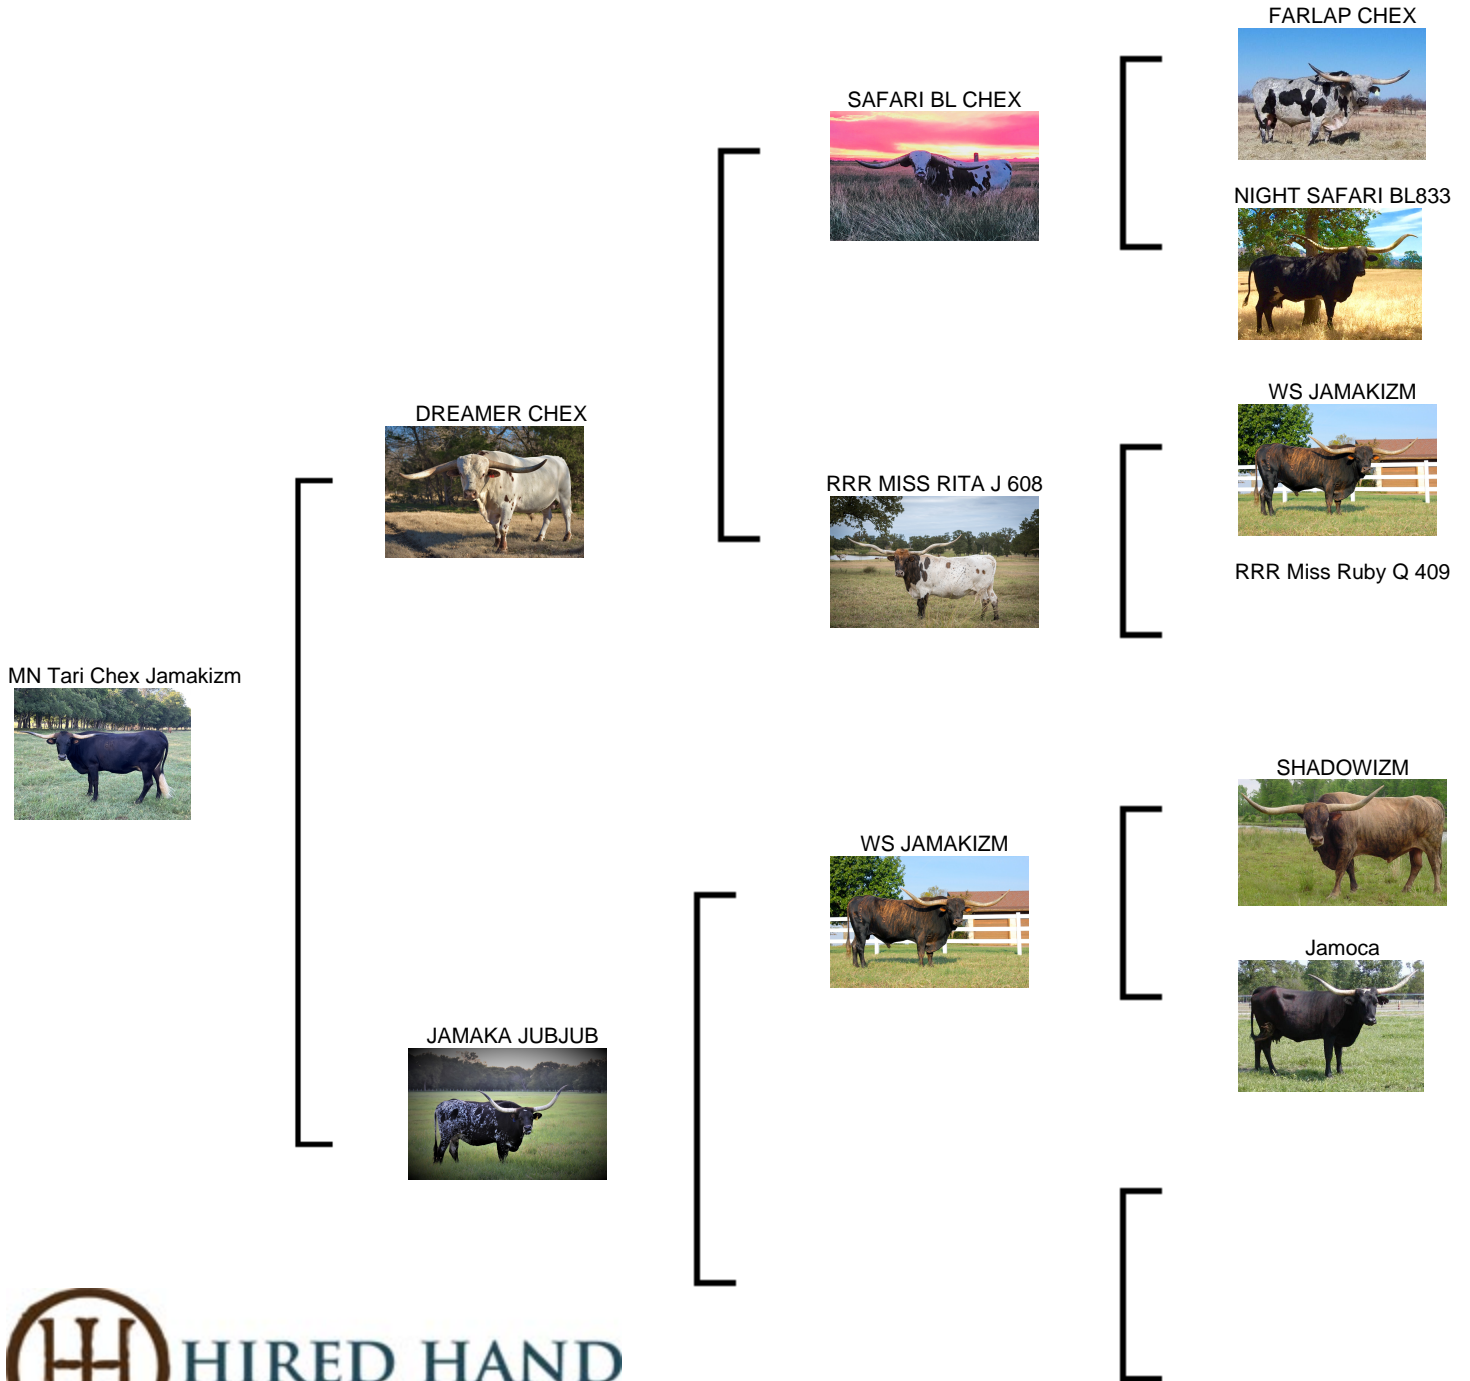 FARLAP CHEX
SAFARI BL CHEX
NIGHT SAFARI BL833
DREAMER CHEX
WS JAMAKIZM
RRR MISS RITA J 608
RRR Miss Ruby Q 409
MN Tari Chex Jamakizm
SHADOWIZM
WS JAMAKIZM
Jamoca
JAMAKA JUBJUB
HIRED HAND